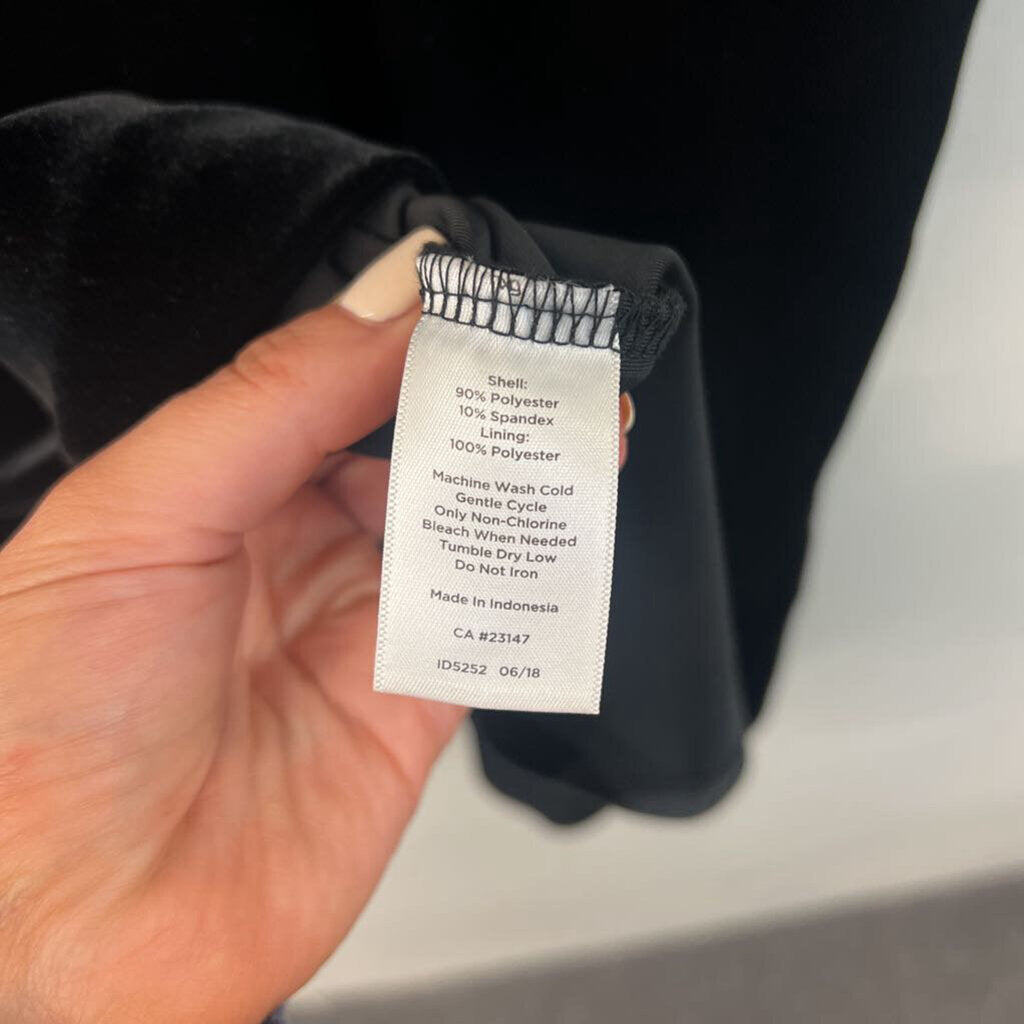 Shell:
90% Polyester
10% Spandex
Lining:
100% Polyester
Machine Wash Cold
Gentle Cycle
Only Non-Chlorine
Bleach When Needed
Tumble Dry Low
Do Not Iron
Made In Indonesia
CA #23147
ID5252 06/18